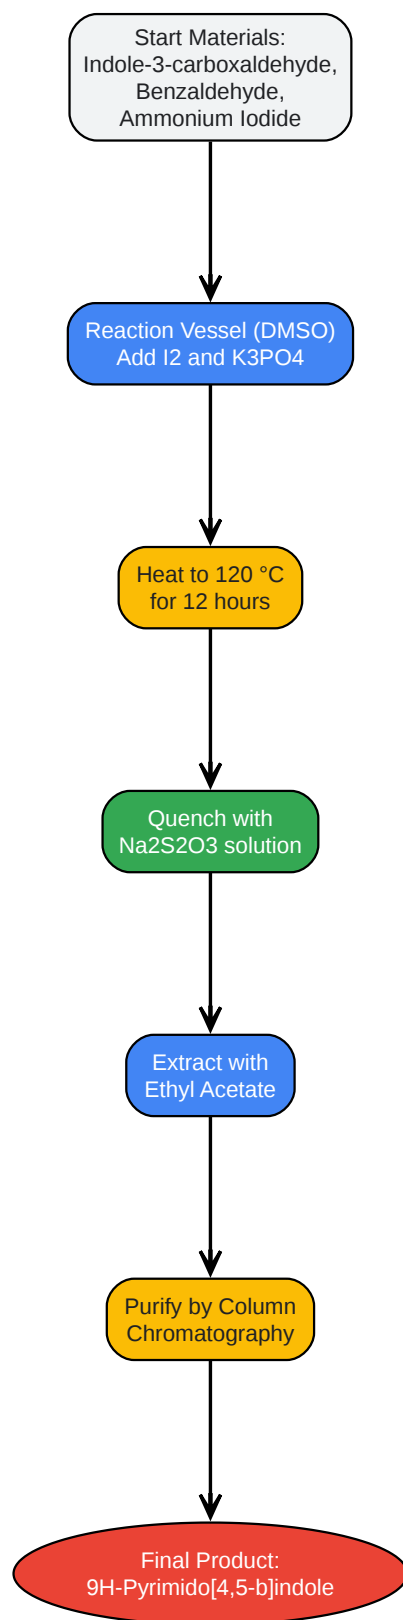 Start Materials:
Indole-3-carboxaldehyde,
Benzaldehyde,
Ammonium Iodide
Reaction Vessel (DMSO)
Add I2 and K3PO4
Heat to 120 °C
for 12 hours
Quench with
Na2S2O3 solution
Extract with
Ethyl Acetate
Purify by Column
Chromatography
Final Product:
9H-Pyrimido[4,5-b]indole